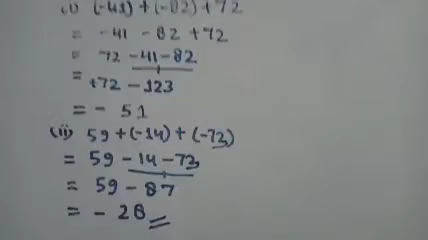 (i) (-41) + (-82) + 72
= -41 - 82 + 72
= 72 - 41 - 82
= +72 - 123
= - 51
(ii) 59 + (-14) + (-73)
= 59 - 14 - 73
= 59 - 87
= - 28